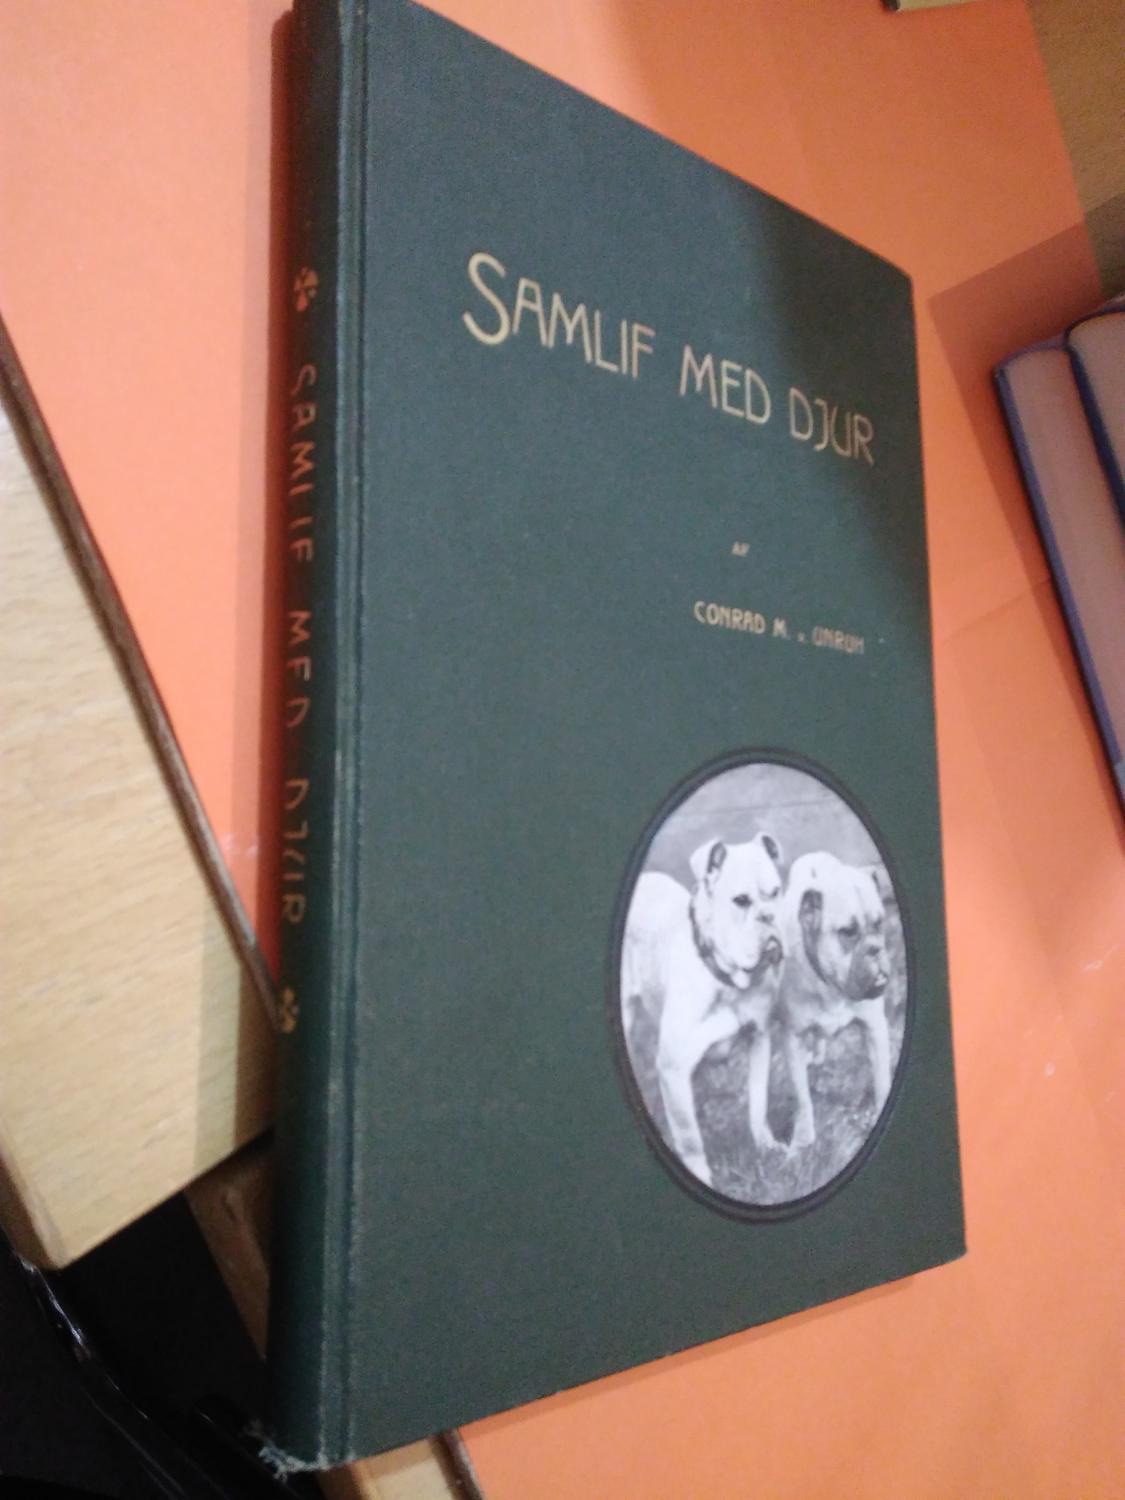 SAMLIF MED DJUR
SAMLIF MED DJUR
AF
CONRAD M. v. UNRUH